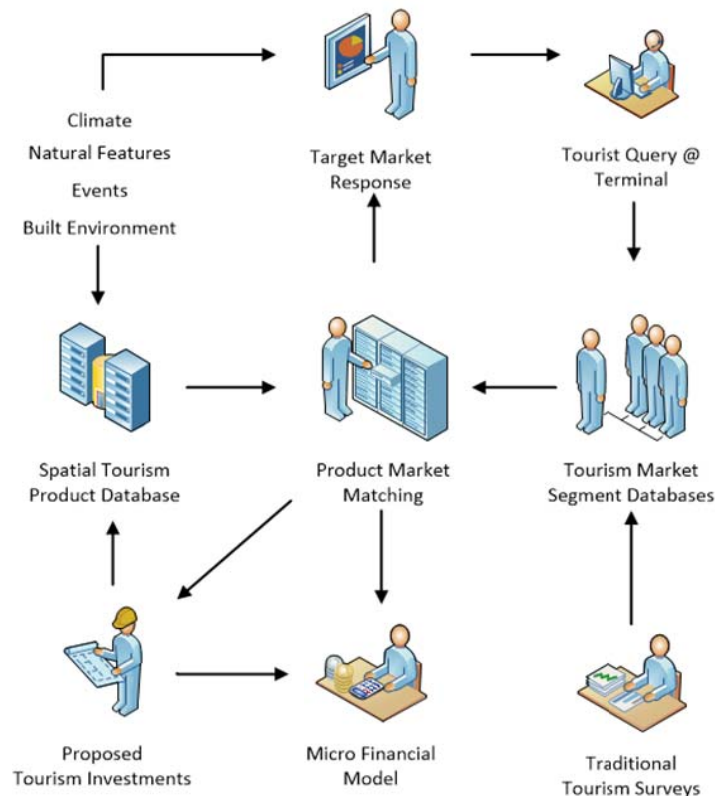 Climate
Natural Features
Events
Built Environment
Target Market
Response
Tourist Query @
Terminal
Spatial Tourism
Product Database
Product Market
Matching
Tourism Market
Segment Databases
Proposed
Tourism Investments
Micro Financial
Model
Traditional
Tourism Surveys